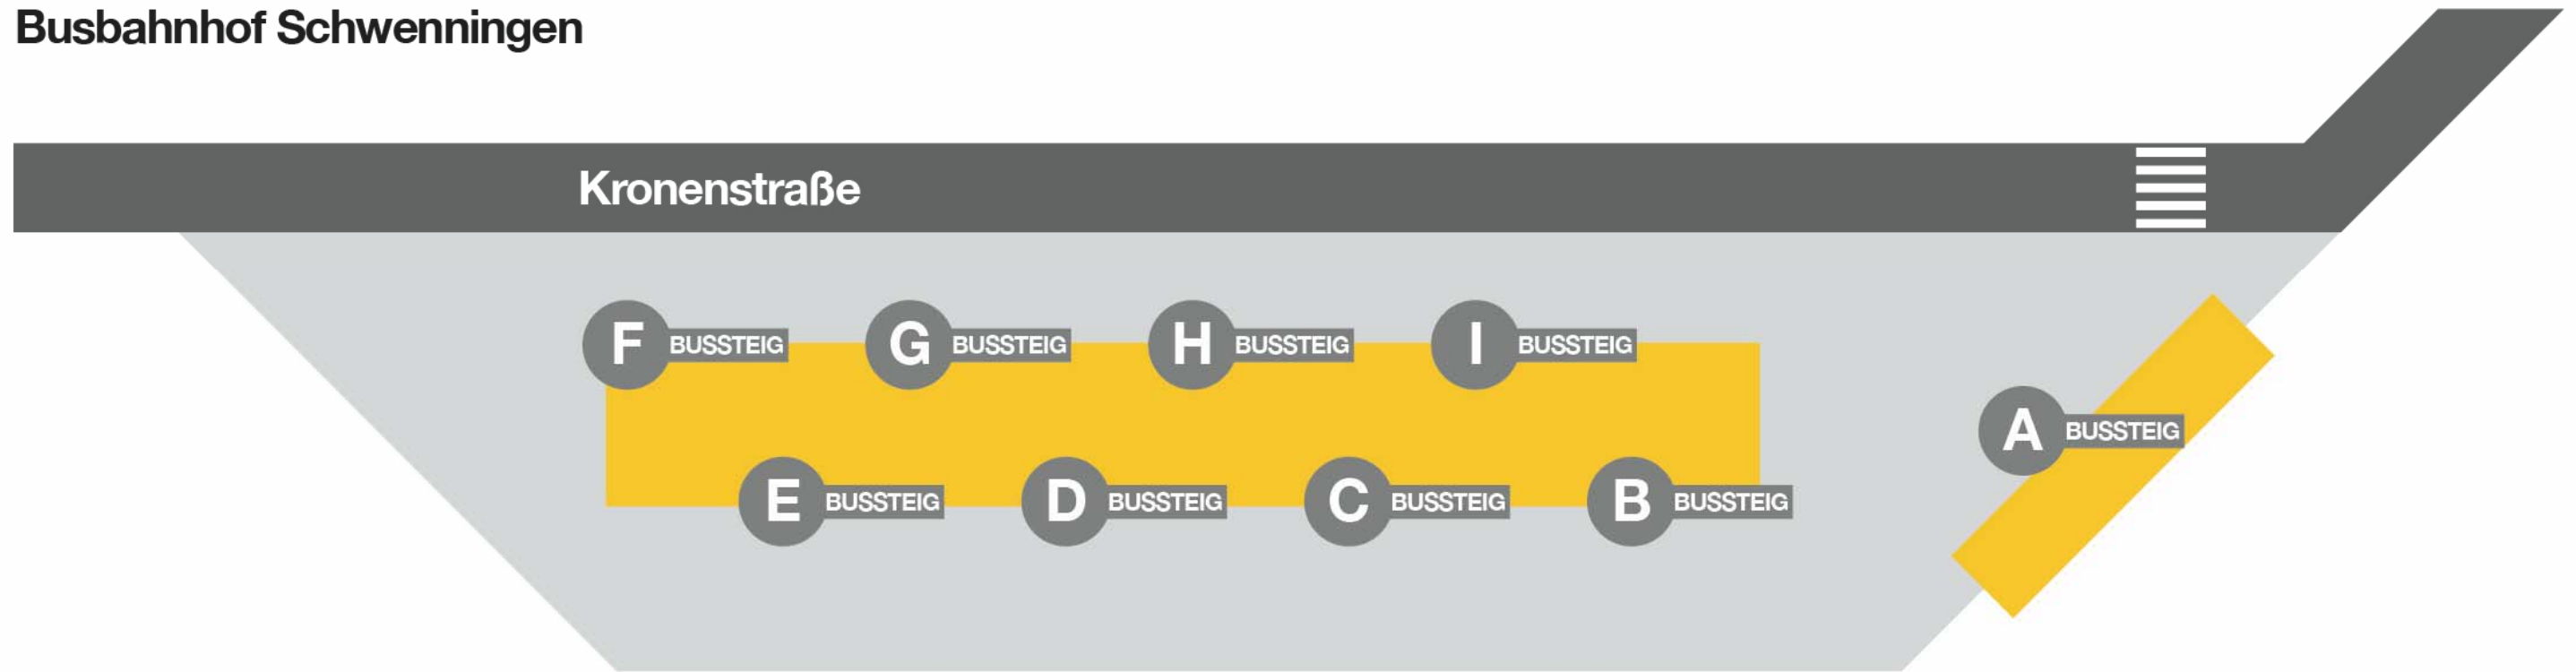 Busbahnhof Schwenningen
Kronenstraße
F BUSSTEIG G BUSSTEIG H BUSSTEIG I BUSSTEIG
A BUSSTEIG
E BUSSTEIG D BUSSTEIG C BUSSTEIG B BUSSTEIG